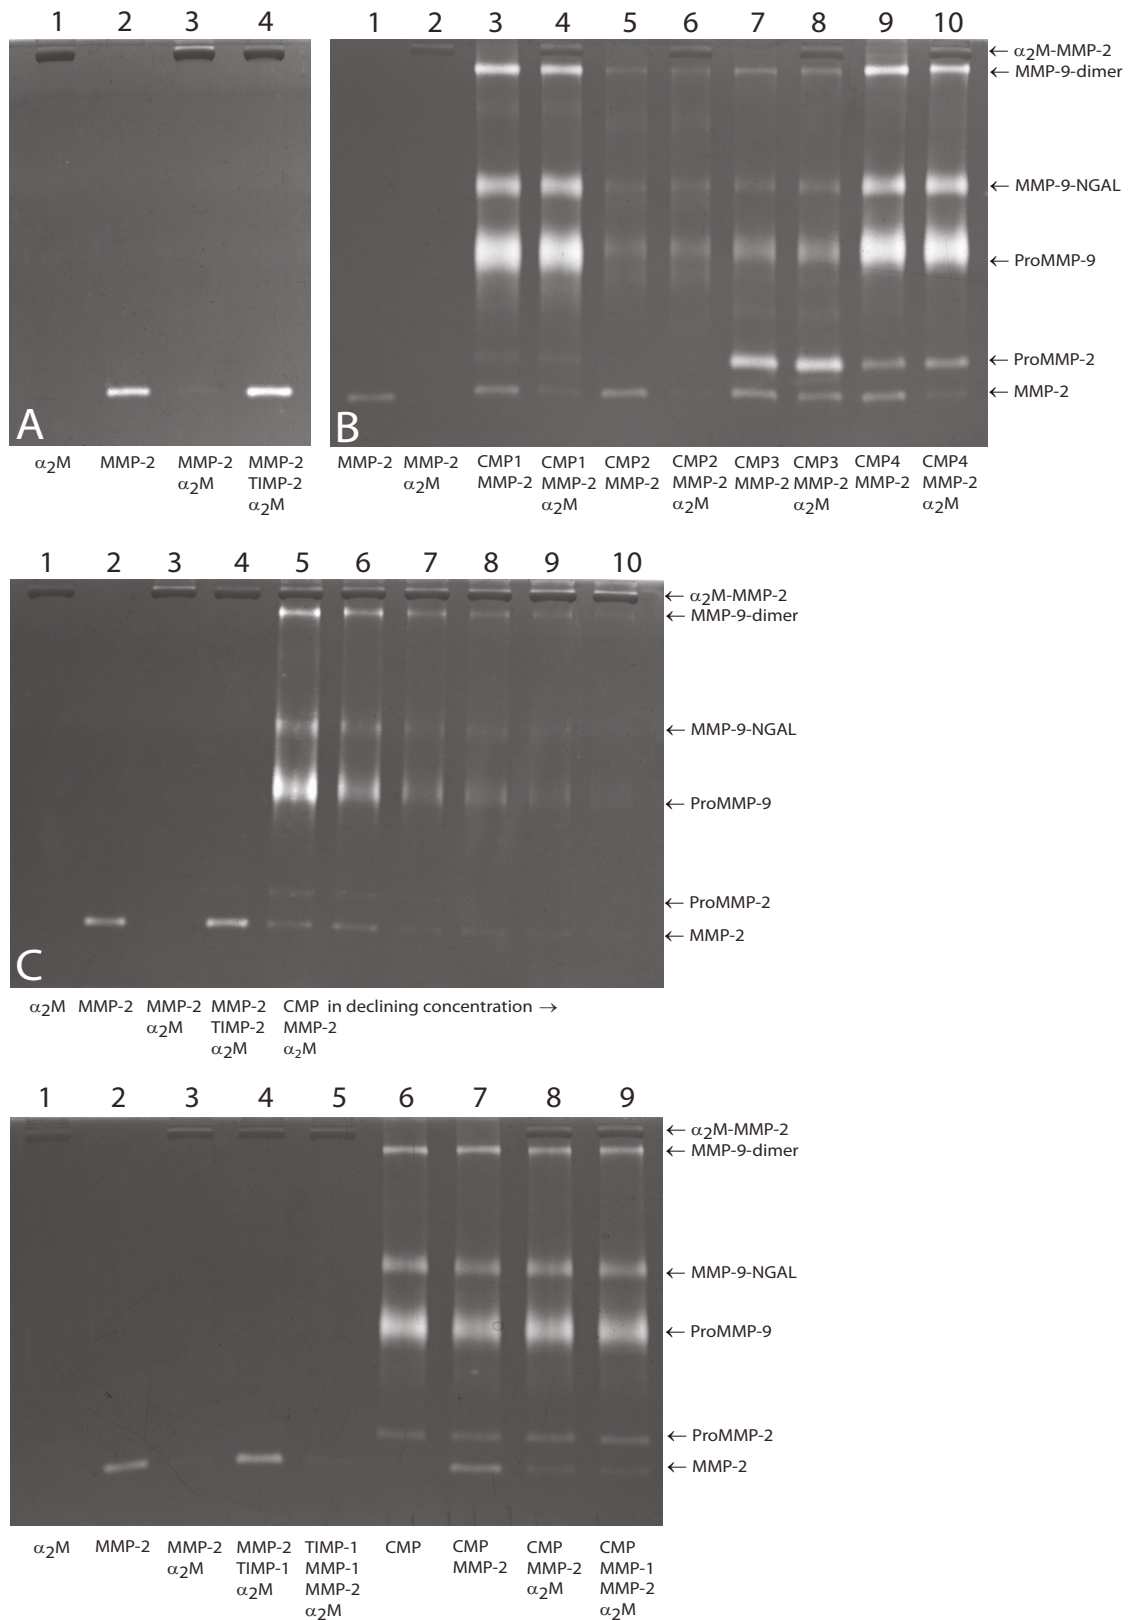 1 2 3 4
1 2 3 4 5 6 7 8 9 10
← α2M-MMP-2
← MMP-9-dimer
← MMP-9-NGAL
← ProMMP-9
← ProMMP-2
← MMP-2
A
B
α2M MMP-2 MMP-2 MMP-2
α2M TIMP-2
α2M
MMP-2 MMP-2 CMP1 CMP1 CMP2 CMP2 CMP3 CMP3 CMP4 CMP4
α2M MMP-2 MMP-2 MMP-2 MMP-2 MMP-2 MMP-2 MMP-2 MMP-2
α2M α2M α2M α2M
1 2 3 4 5 6 7 8 9 10
← α2M-MMP-2
← MMP-9-dimer
← MMP-9-NGAL
← ProMMP-9
← ProMMP-2
← MMP-2
C
α2M MMP-2 MMP-2 MMP-2 CMP in declining concentration →
α2M TIMP-2 MMP-2
α2M α2M
1 2 3 4 5 6 7 8 9
← α2M-MMP-2
← MMP-9-dimer
← MMP-9-NGAL
← ProMMP-9
← ProMMP-2
← MMP-2
α2M MMP-2 MMP-2 MMP-2 TIMP-1 CMP CMP CMP CMP
α2M TIMP-1 MMP-1 MMP-2 MMP-2 MMP-1
α2M MMP-2 α2M MMP-2
α2M α2M